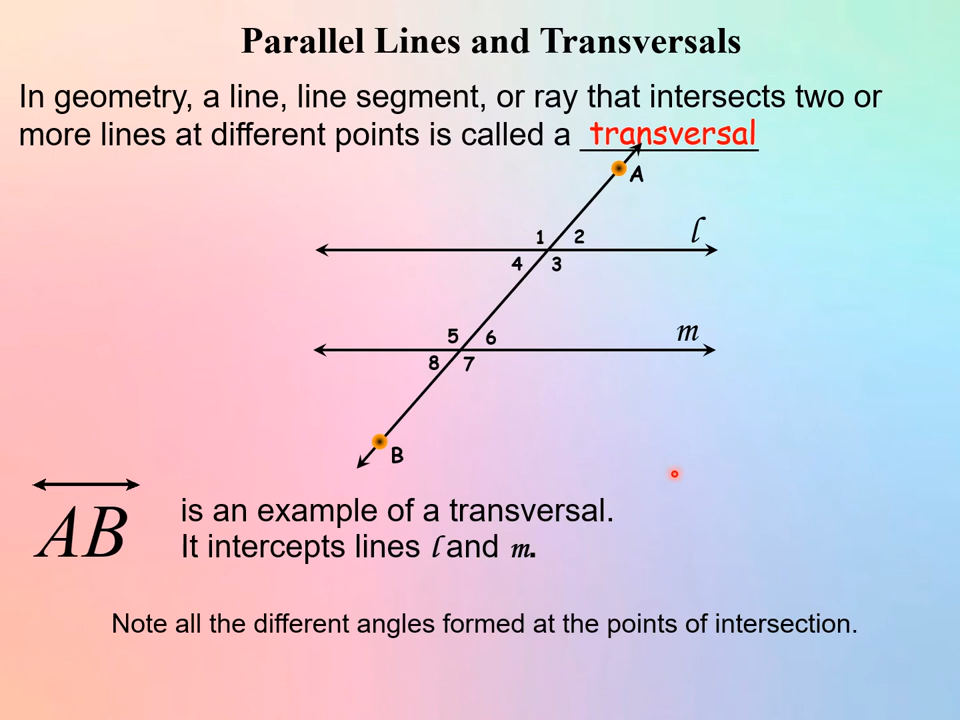 Parallel Lines and Transversals
In geometry, a line, line segment, or ray that intersects two or
more lines at different points is called a transversal
A
1 2 l
4 3
5 6 m
8 7
B
AB is an example of a transversal.
It intercepts lines l and m.
Note all the different angles formed at the points of intersection.